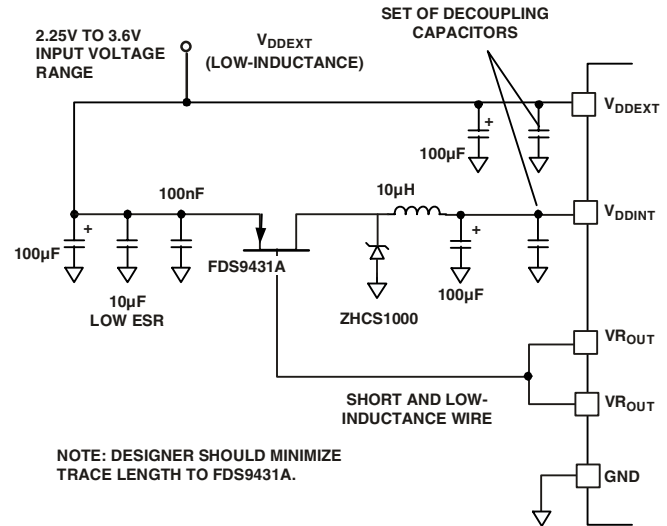 SET OF DECOUPLING
CAPACITORS
2.25V TO 3.6V
INPUT VOLTAGE
RANGE
VDDEXT
(LOW-INDUCTANCE)
VDDEXT
+
100µF
100nF
10µH
VDDINT
+
+
100µF
FDS9431A
10µF
LOW ESR
100µF
ZHCS1000
VROUT
SHORT AND LOW-
INDUCTANCE WIRE
VROUT
NOTE: DESIGNER SHOULD MINIMIZE
TRACE LENGTH TO FDS9431A.
GND